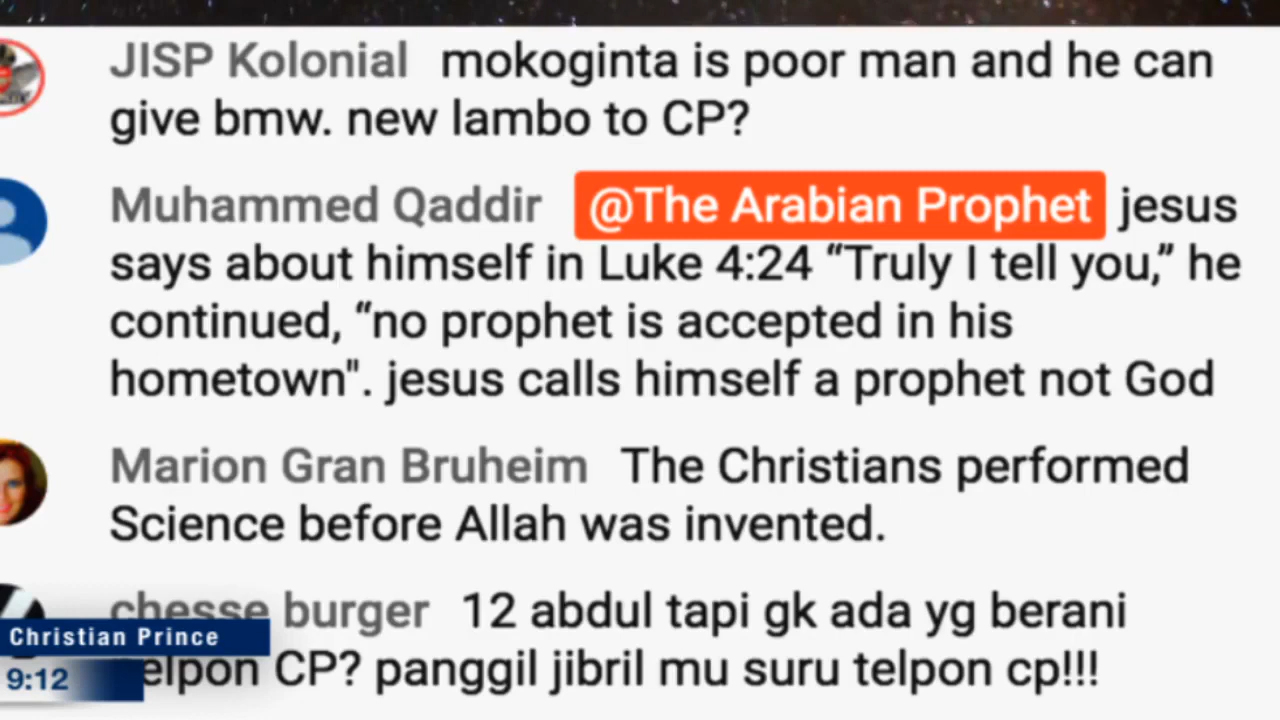 JISP Kolonial mokoginta is poor man and he can
give bmw. new lambo to CP?
Muhammed Qaddir @The Arabian Prophet jesus
says about himself in Luke 4:24 “Truly I tell you,” he
continued, “no prophet is accepted in his
hometown". jesus calls himself a prophet not God
Marion Gran Bruheim The Christians performed
Science before Allah was invented.
chesse burger 12 abdul tapi gk ada yg berani
telpon CP? panggil jibril mu suru telpon cp!!!
Christian Prince
9:12